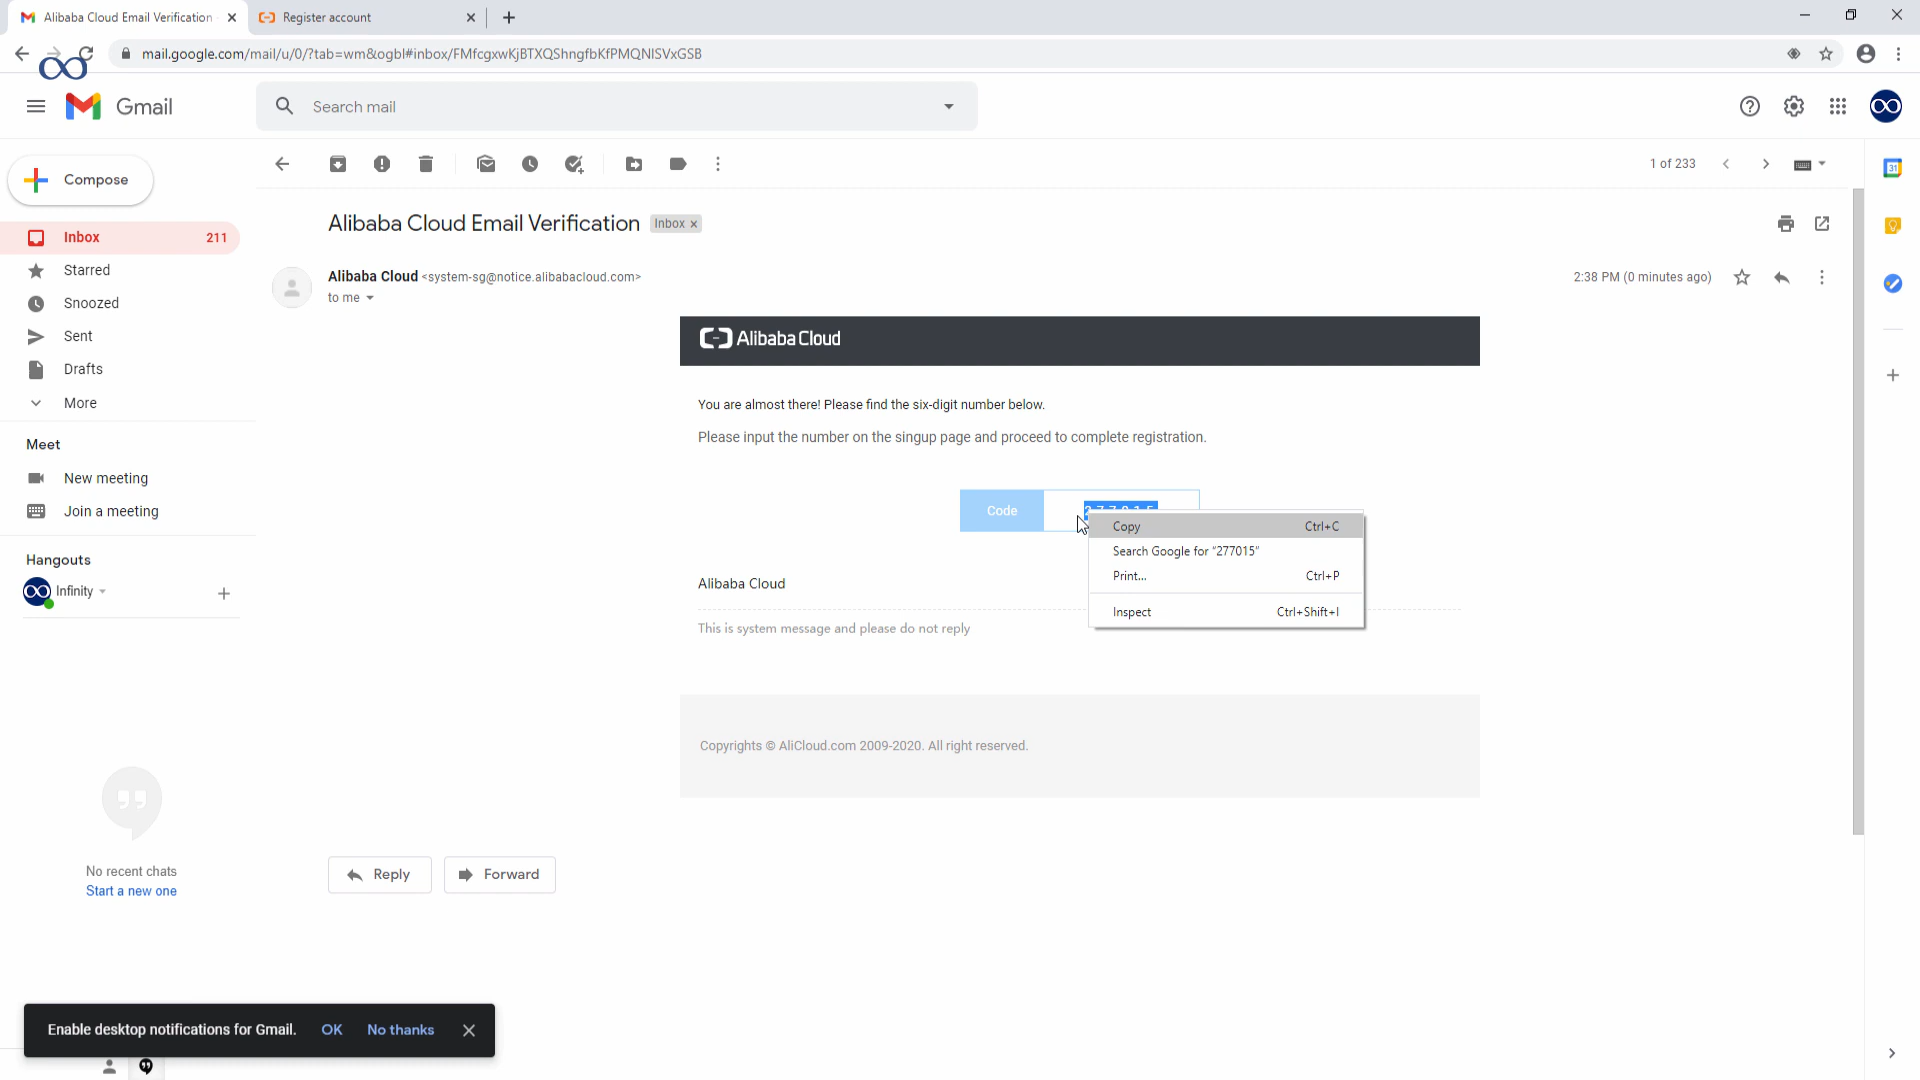 Alibaba Cloud Email Verification
Register account
mail.google.com/mail/u/0/?tab=wm&ogbl#inbox/FMfcgxwKjBTXQShngfbKfPMQNlSVxGSB
Gmail
Search mail
Compose
1 of 233
Alibaba Cloud Email Verification
Inbox x
Inbox 211
Starred
Snoozed
Sent
Drafts
More
Alibaba Cloud <system-sg@notice.alibabacloud.com>
to me
2:38 PM (0 minutes ago)
Alibaba Cloud
You are almost there! Please find the six-digit number below.
Please input the number on the singup page and proceed to complete registration.
Code
Copy Ctrl+C
Search Google for "277015"
Print... Ctrl+P
Inspect Ctrl+Shift+I
Alibaba Cloud
This is system message and please do not reply
Copyrights © AliCloud.com 2009-2020. All right reserved.
Meet
New meeting
Join a meeting
Hangouts
Infinity
No recent chats
Start a new one
Reply
Forward
Enable desktop notifications for Gmail. OK No thanks
31